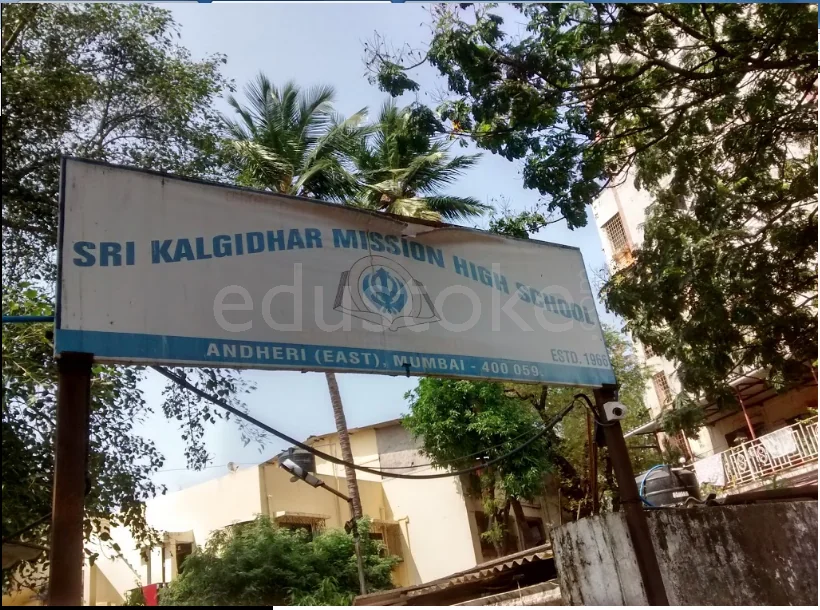 SRI KALGIDHAR MISSION HIGH SCHOOL
ESTD. 1966
ANDHERI (EAST), MUMBAI - 400 059.